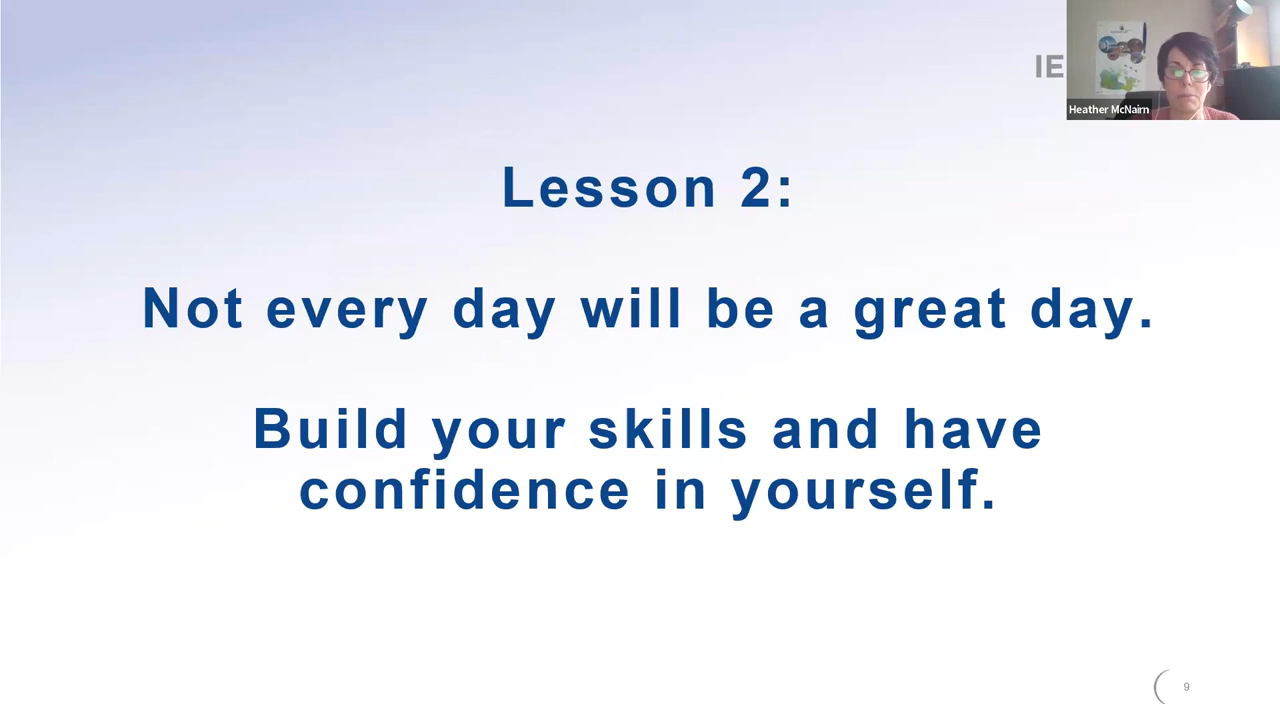 IE
Heather McNairn
Lesson 2:
Not every day will be a great day.
Build your skills and have
confidence in yourself.
9